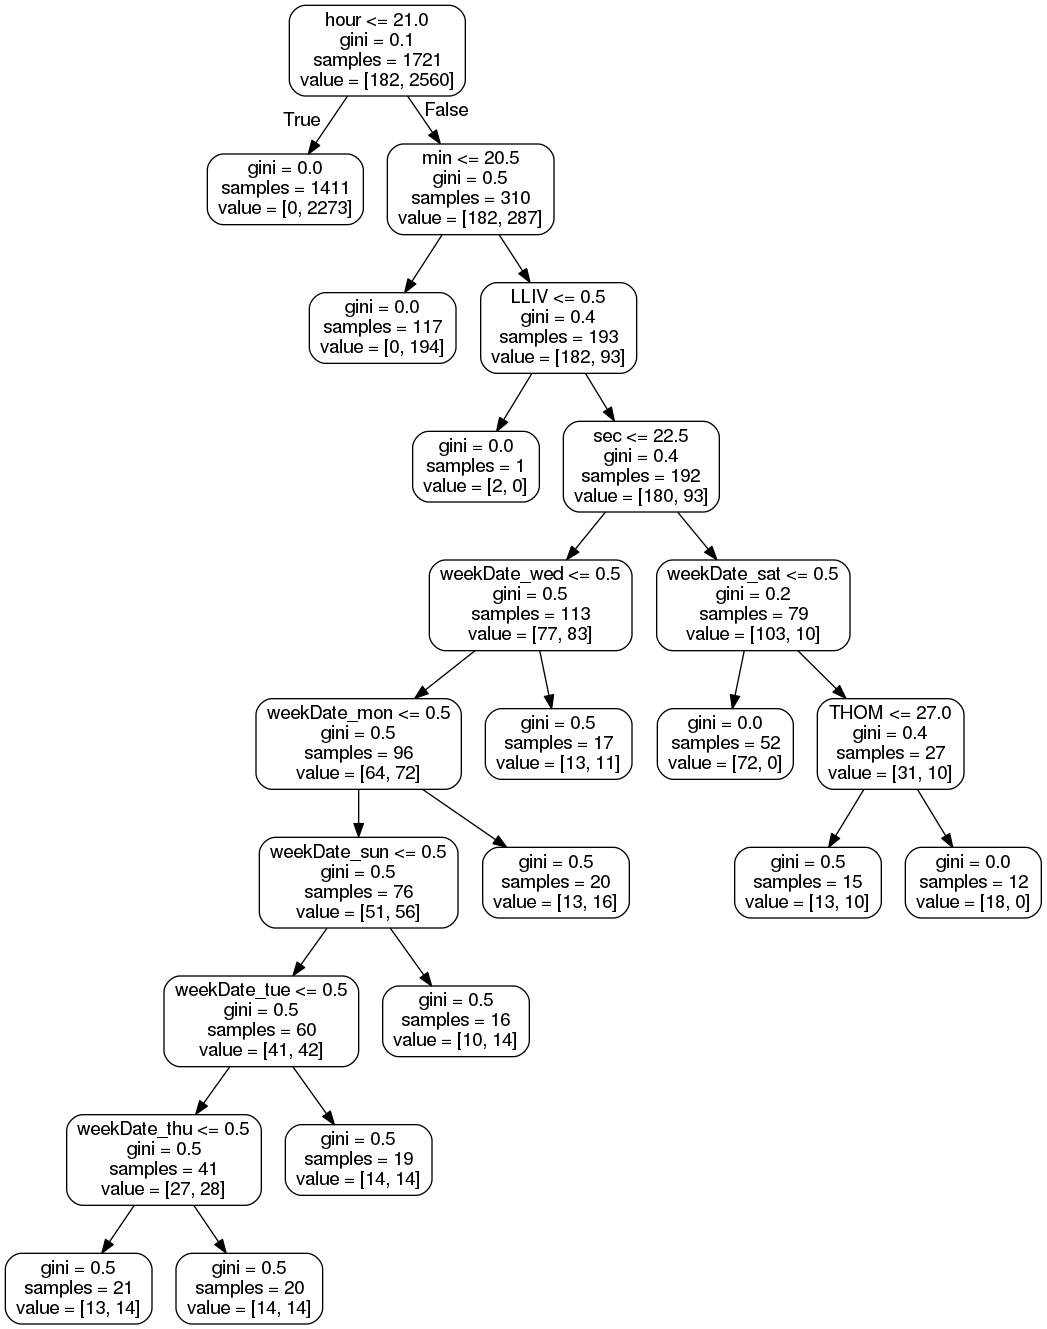 hour <= 21.0
gini = 0.1
samples = 1721
value = [182, 2560]
True
False
gini = 0.0
samples = 1411
value = [0, 2273]
min <= 20.5
gini = 0.5
samples = 310
value = [182, 287]
gini = 0.0
samples = 117
value = [0, 194]
LLIV <= 0.5
gini = 0.4
samples = 193
value = [182, 93]
gini = 0.0
samples = 1
value = [2, 0]
sec <= 22.5
gini = 0.4
samples = 192
value = [180, 93]
weekDate_wed <= 0.5
gini = 0.5
samples = 113
value = [77, 83]
weekDate_sat <= 0.5
gini = 0.2
samples = 79
value = [103, 10]
weekDate_mon <= 0.5
gini = 0.5
samples = 96
value = [64, 72]
gini = 0.5
samples = 17
value = [13, 11]
gini = 0.0
samples = 52
value = [72, 0]
THOM <= 27.0
gini = 0.4
samples = 27
value = [31, 10]
weekDate_sun <= 0.5
gini = 0.5
samples = 76
value = [51, 56]
gini = 0.5
samples = 20
value = [13, 16]
gini = 0.5
samples = 15
value = [13, 10]
gini = 0.0
samples = 12
value = [18, 0]
weekDate_tue <= 0.5
gini = 0.5
samples = 60
value = [41, 42]
gini = 0.5
samples = 16
value = [10, 14]
weekDate_thu <= 0.5
gini = 0.5
samples = 41
value = [27, 28]
gini = 0.5
samples = 19
value = [14, 14]
gini = 0.5
samples = 21
value = [13, 14]
gini = 0.5
samples = 20
value = [14, 14]